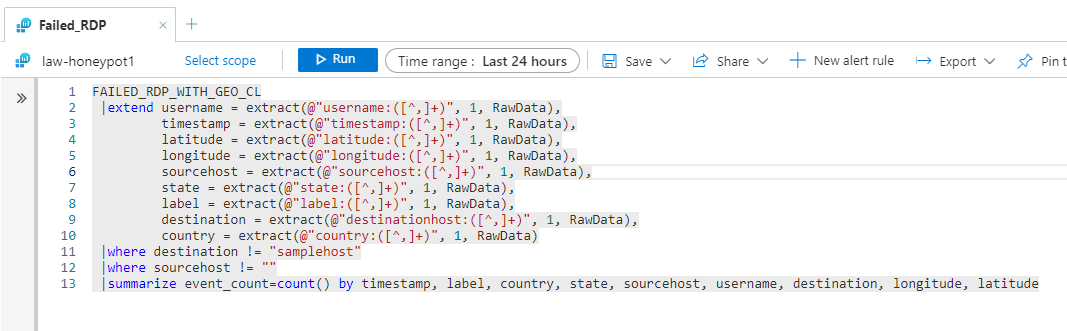 Failed_RDP
law-honeypot1 Select scope Run Time range : Last 24 hours Save Share New alert rule Export Pin t
1 FAILED_RDP_WITH_GEO_CL
2 |extend username = extract(@"username:([^,]+)", 1, RawData),
3 timestamp = extract(@"timestamp:([^,]+)", 1, RawData),
4 latitude = extract(@"latitude:([^,]+)", 1, RawData),
5 longitude = extract(@"longitude:([^,]+)", 1, RawData),
6 sourcehost = extract(@"sourcehost:([^,]+)", 1, RawData),
7 state = extract(@"state:([^,]+)", 1, RawData),
8 label = extract(@"label:([^,]+)", 1, RawData),
9 destination = extract(@"destinationhost:([^,]+)", 1, RawData),
10 country = extract(@"country:([^,]+)", 1, RawData)
11 |where destination != "samplehost"
12 |where sourcehost != ""
13 |summarize event_count=count() by timestamp, label, country, state, sourcehost, username, destination, longitude, latitude